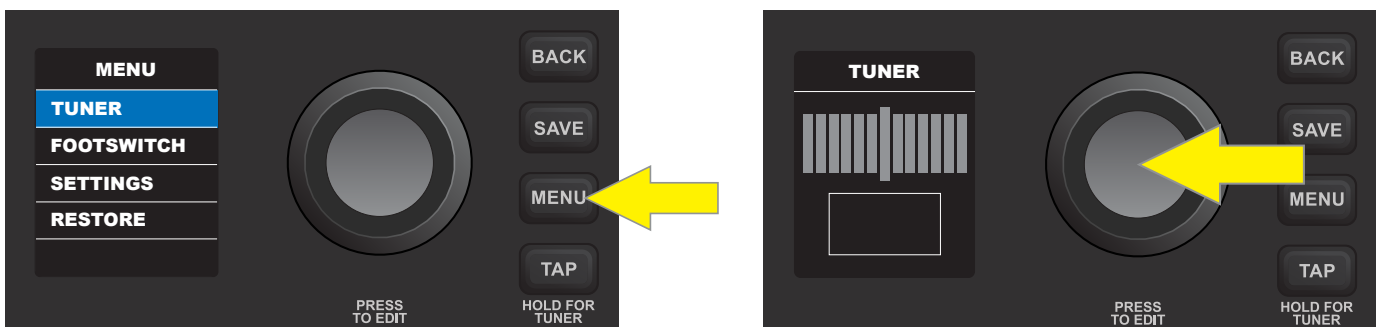 MENU
TUNER
FOOTSWITCH
SETTINGS
RESTORE
BACK
SAVE
MENU
TAP
PRESS
TO EDIT
HOLD FOR
TUNER
TUNER
BACK
SAVE
MENU
TAP
PRESS
TO EDIT
HOLD FOR
TUNER